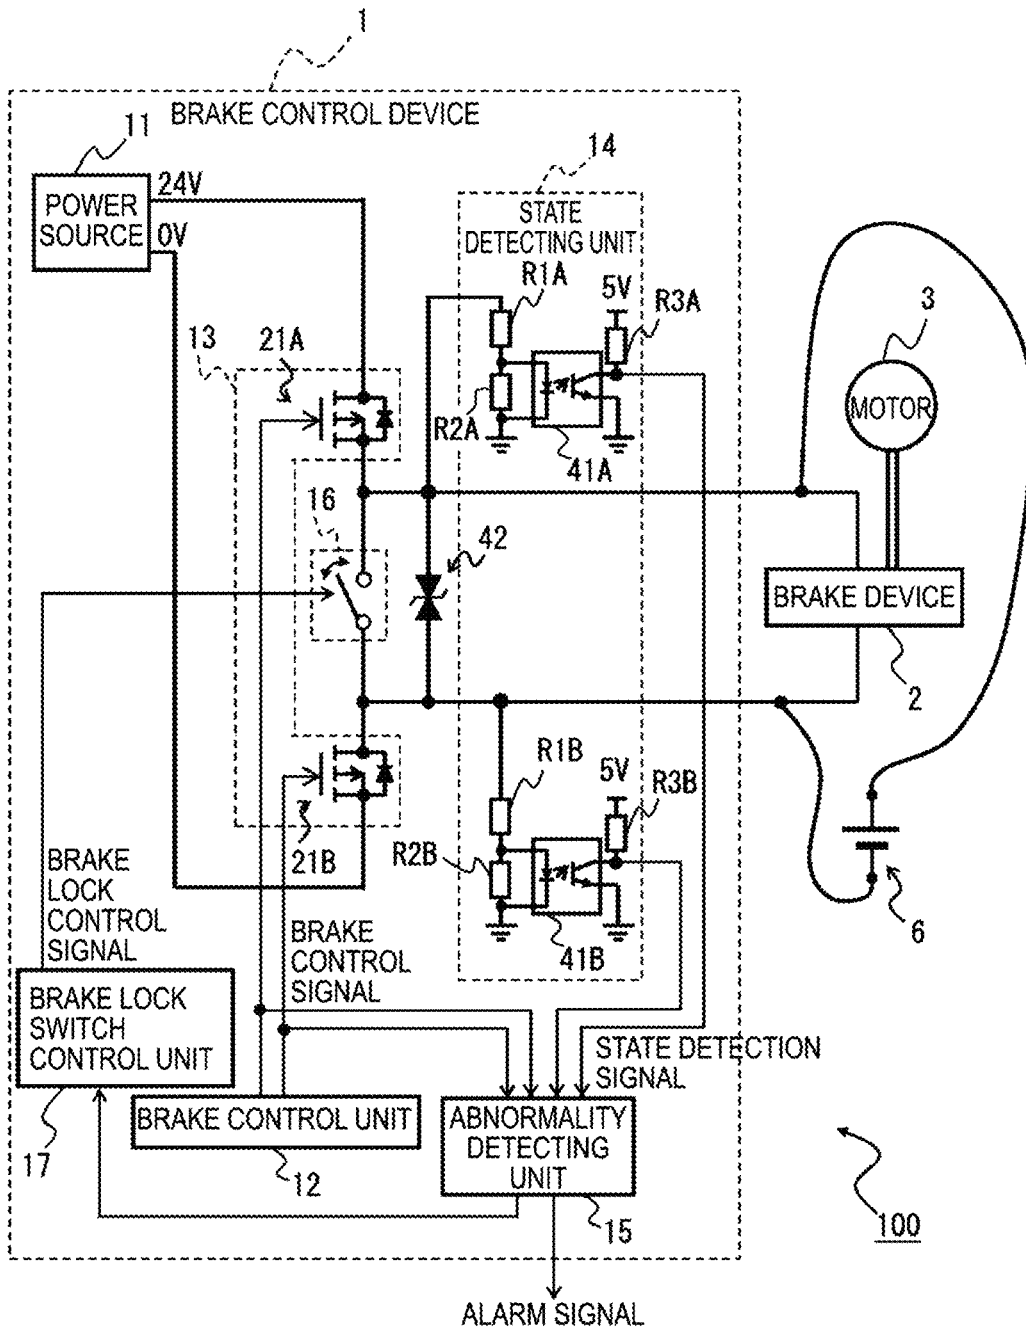 1
BRAKE CONTROL DEVICE
11
POWER
SOURCE
24V
0V
14
STATE
DETECTING UNIT
R1A
5V
R3A
R2A
41A
3
MOTOR
13
21A
16
42
BRAKE DEVICE
2
R1B
5V
R3B
R2B
41B
21B
6
BRAKE
LOCK
CONTROL
SIGNAL
BRAKE
CONTROL
SIGNAL
BRAKE LOCK
SWITCH
CONTROL UNIT
17
BRAKE CONTROL UNIT
12
STATE DETECTION
SIGNAL
ABNORMALITY
DETECTING
UNIT
15
100
ALARM SIGNAL